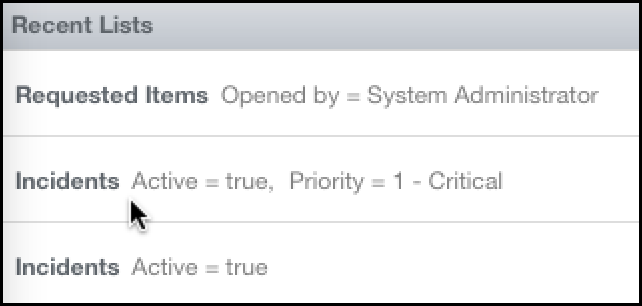 Recent Lists
Requested Items Opened by = System Administrator
Incidents Active = true, Priority = 1 - Critical
Incidents Active = true